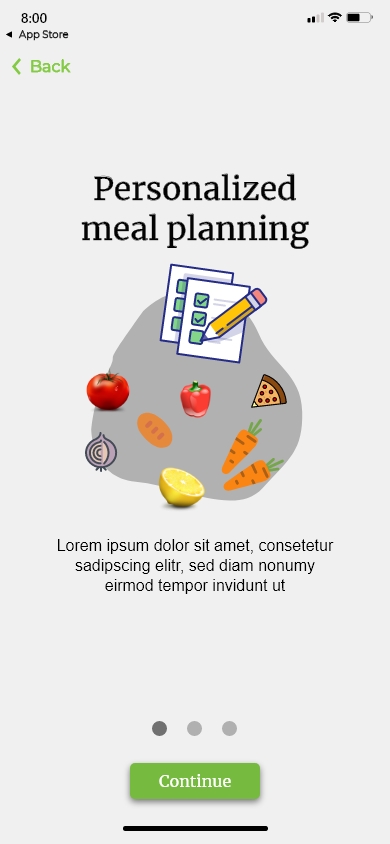 8:00
App Store
Back
Personalized
meal planning
Lorem ipsum dolor sit amet, consetetur
sadipscing elitr, sed diam nonumy
eirmod tempor invidunt ut
Continue